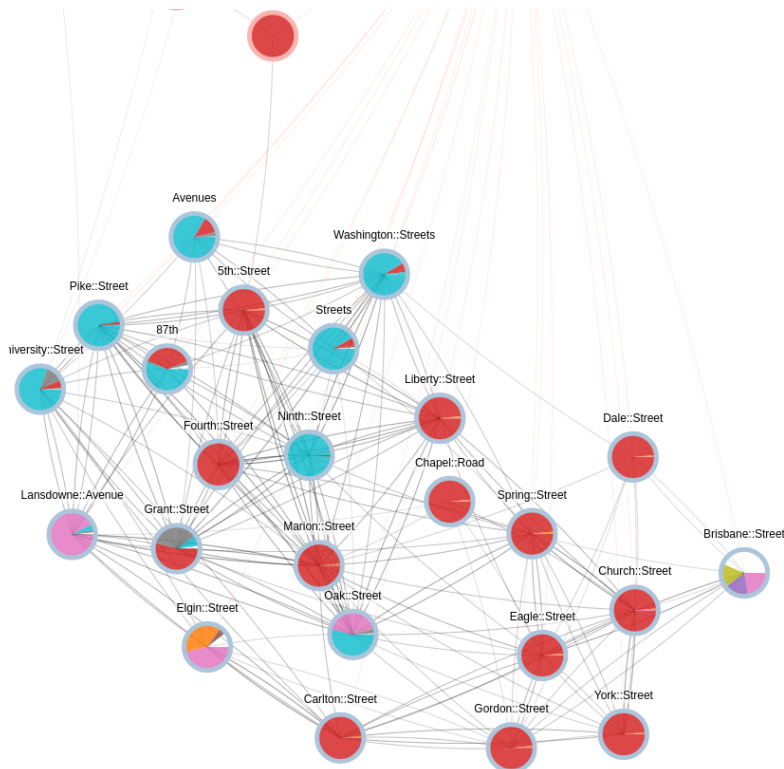 Avenues
Washington::Streets
5th::Street
Pike::Street
Streets
87th
niversity::Street
Liberty::Street
Fourth::Street
Ninth::Street
Dale::Street
Chapel::Road
Lansdowne::Avenue
Grant::Street
Spring::Street
Marion::Street
Brisbane::Street
Church::Street
Oak::Street
Elgin::Street
Eagle::Street
Carlton::Street
Gordon::Street
York::Street